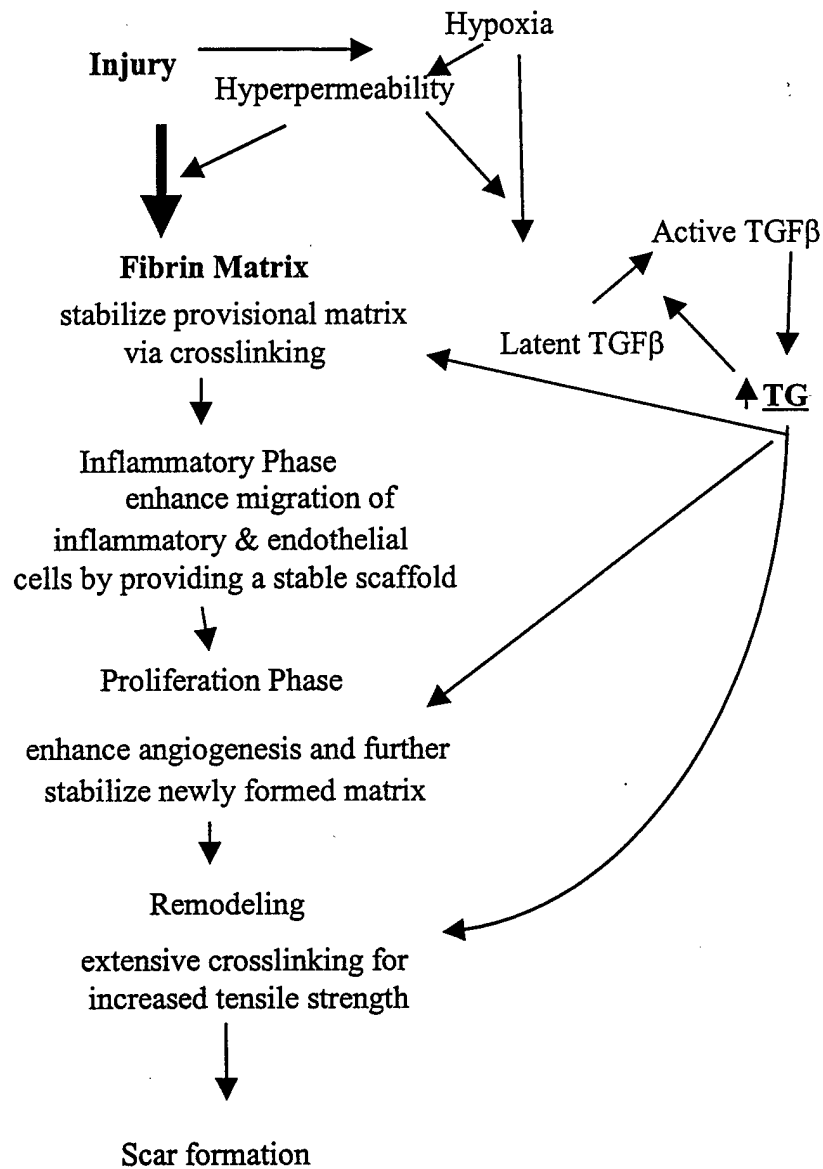 Hypoxia
Injury
Hyperpermeability
Active TGFβ
Fibrin Matrix
stabilize provisional matrix
via crosslinking
Latent TGFβ
TG
Inflammatory Phase
enhance migration of
inflammatory & endothelial
cells by providing a stable scaffold
Proliferation Phase
enhance angiogenesis and further
stabilize newly formed matrix
Remodeling
extensive crosslinking for
increased tensile strength
Scar formation